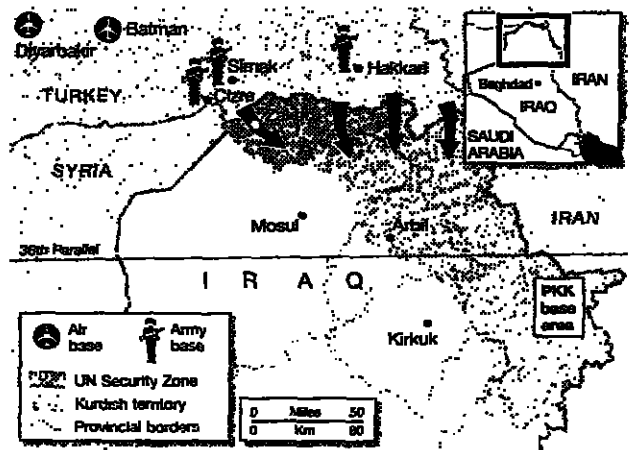 Diyarbakir
Batman
Sirnak
Hakkari
Cizre
TURKEY
SYRIA
Mosul
Arbil
IRAN
36th Parallel
I R A Q
Kirkuk
PKK
base
area
Baghdad
IRAN
IRAQ
SAUDI
ARABIA
Air
base
Army
base
UN Security Zone
Kurdish territory
Provincial borders
0 Miles 50
0 Km 80